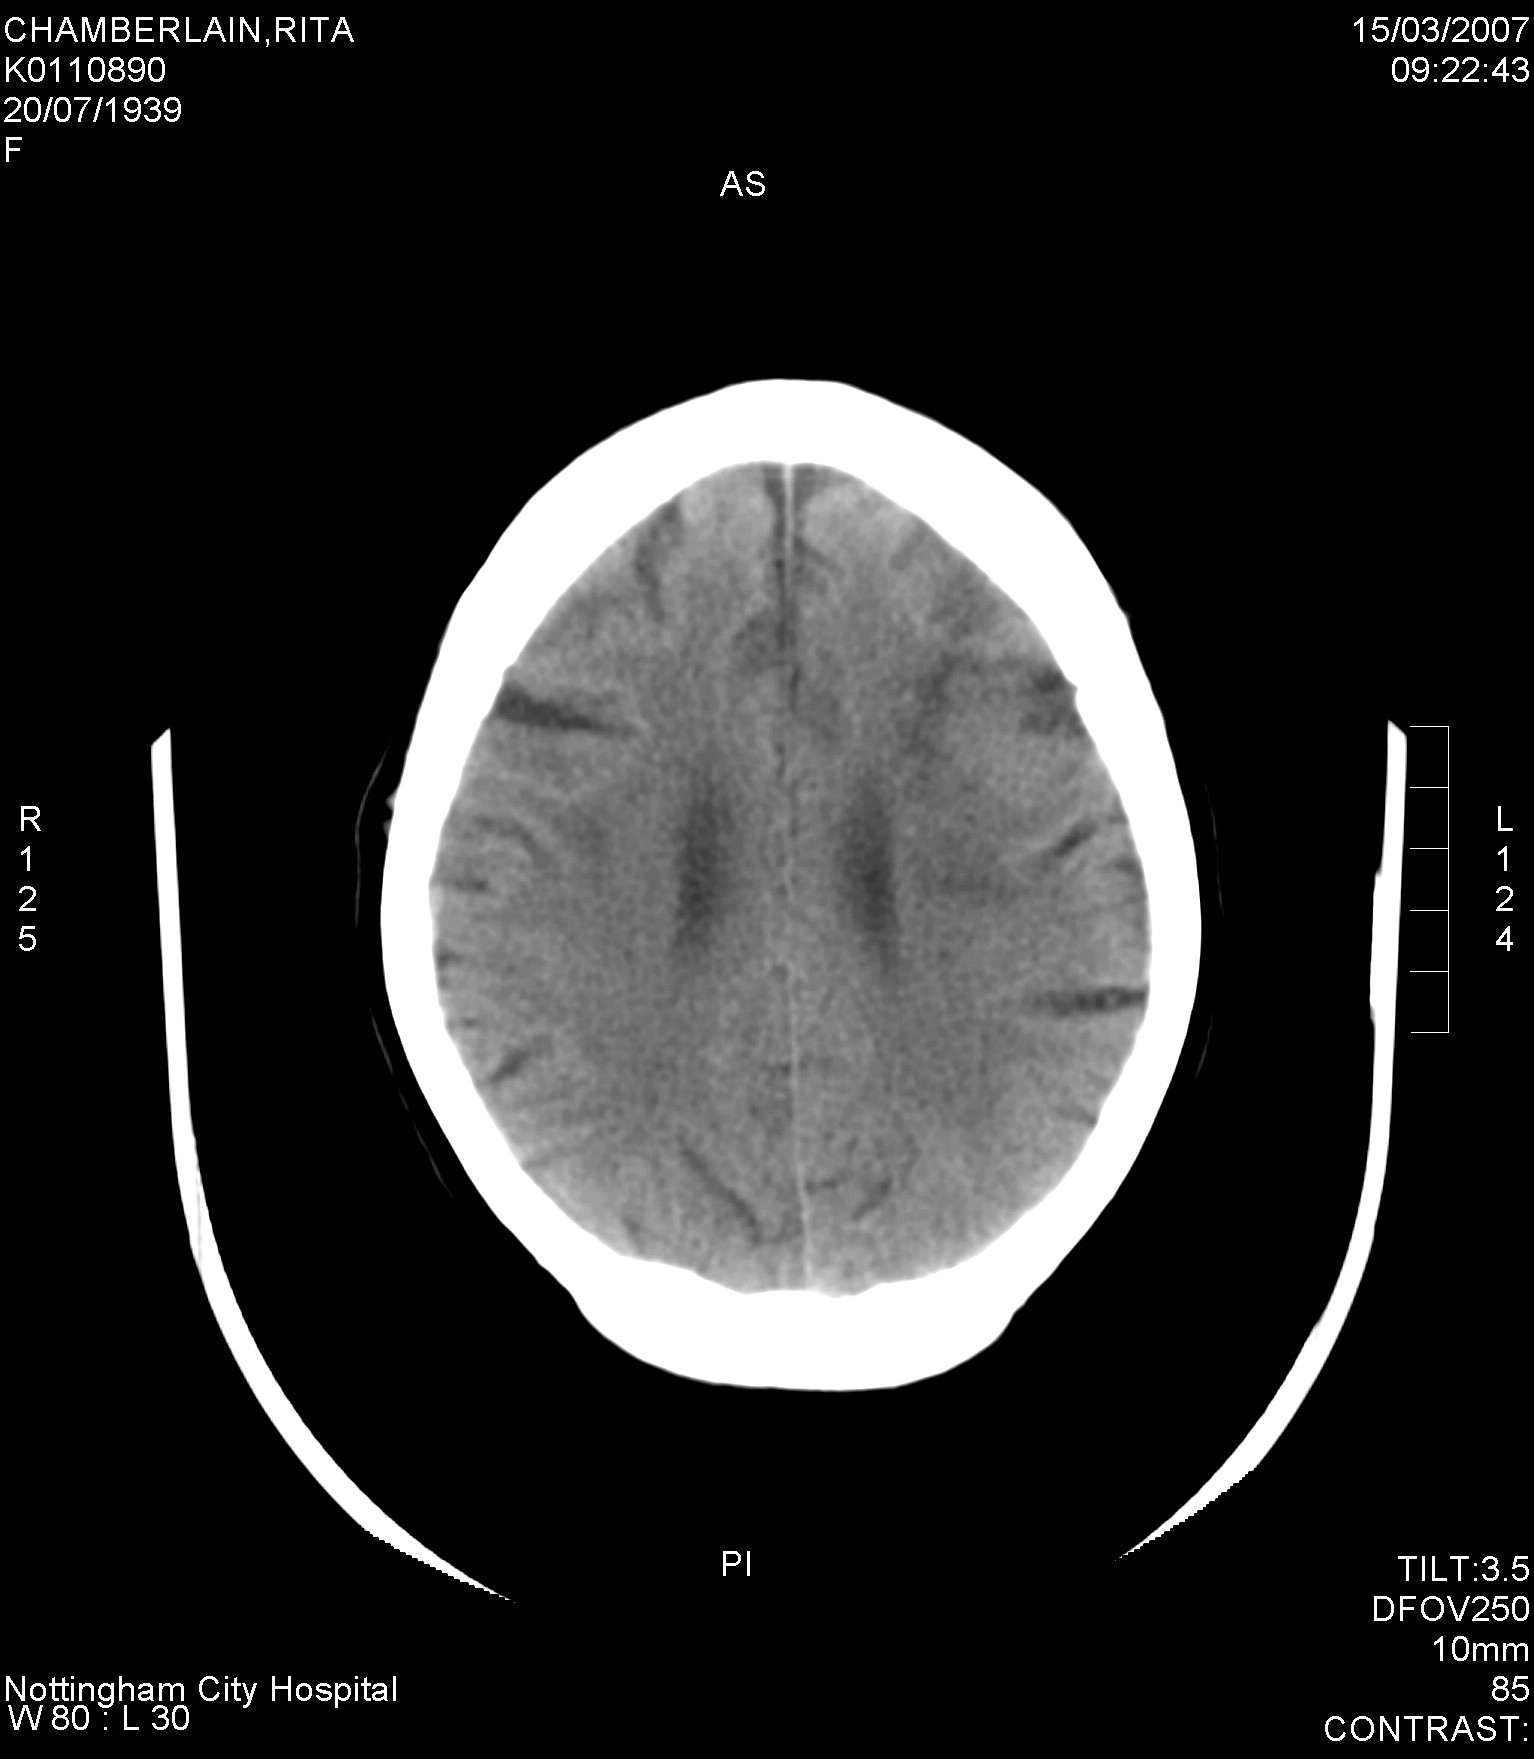 CHAMBERLAIN,RITA
K0110890
20/07/1939
F
15/03/2007
09:22:43
AS
R
1
2
5
L
1
2
4
PI
TILT:3.5
DFOV250
10mm
85
CONTRAST:
Nottingham City Hospital
W 80 : L 30